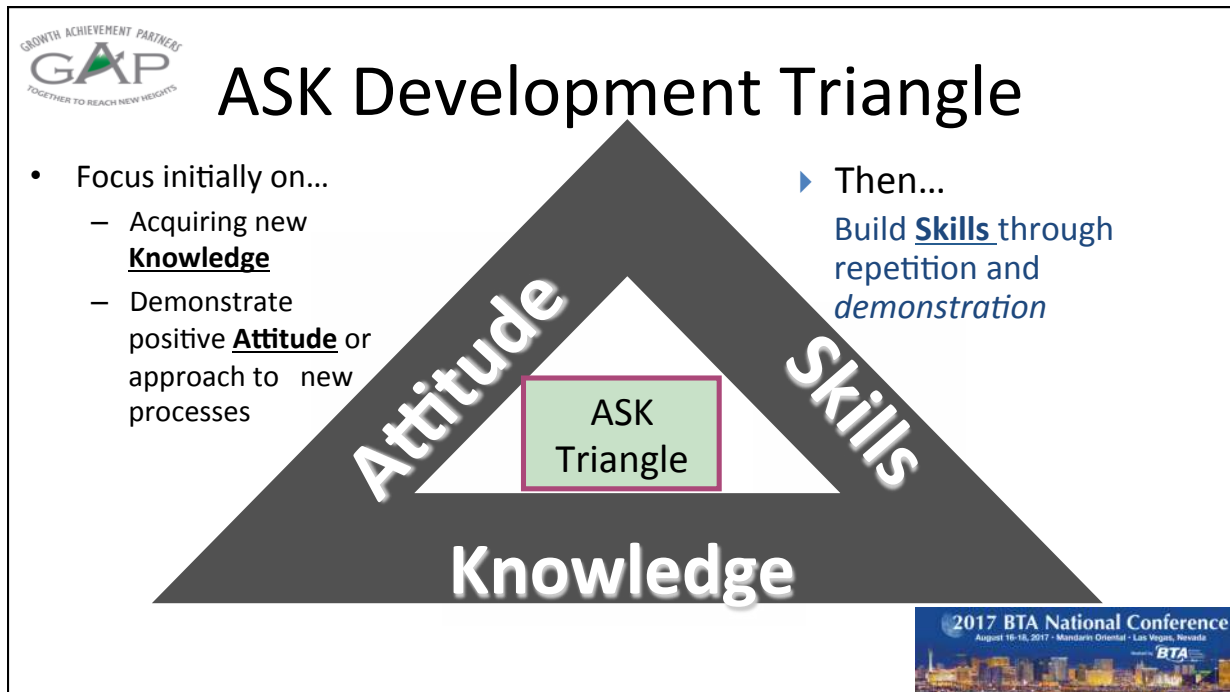 GROWTH ACHIEVEMENT PARTNERS
GAP
TOGETHER TO REACH NEW HEIGHTS
ASK Development Triangle
• Focus initially on…
– Acquiring new
Knowledge
– Demonstrate
positive Attitude or
approach to new
processes
Then…
Build Skills through
repetition and
demonstration
Attitude
Skills
ASK
Triangle
Knowledge
2017 BTA National Conference
August 16-18, 2017 - Mandarin Oriental - Las Vegas, Nevada
BTA